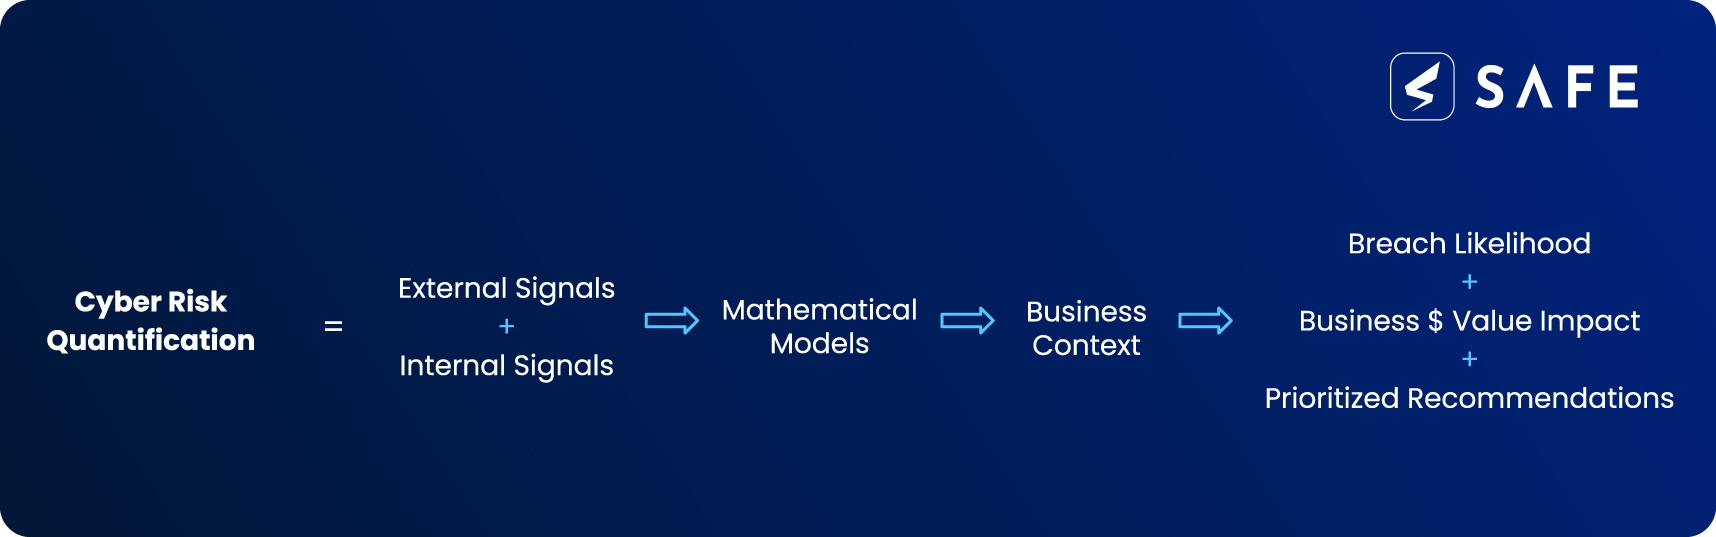 SAFE
Cyber Risk
Quantification
=
External Signals
+
Internal Signals
Mathematical
Models
Business
Context
Breach Likelihood
+
Business $ Value Impact
+
Prioritized Recommendations